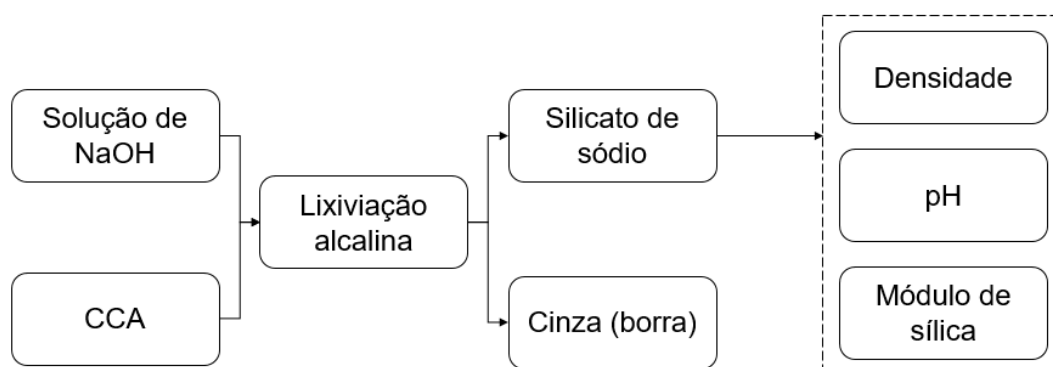 Solução de
NaOH
CCA
Lixiviação
alcalina
Silicato de
sódio
Cinza (borra)
Densidade
pH
Módulo de
sílica